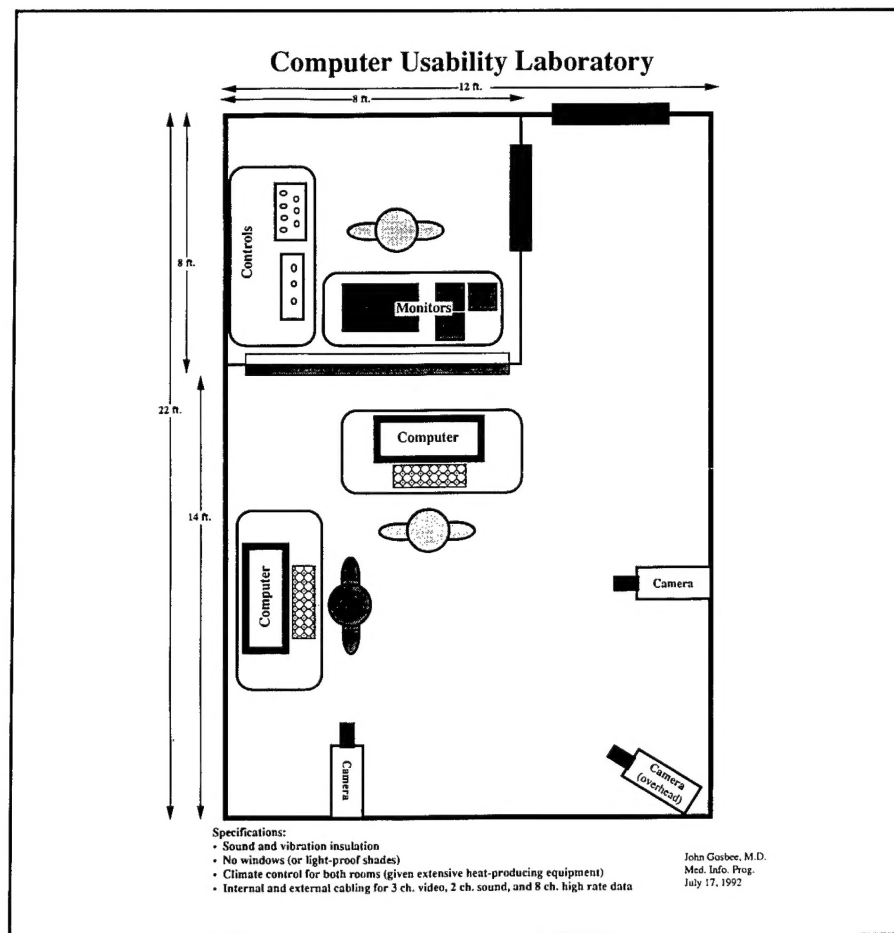 Computer Usability Laboratory
12 ft.
8 ft.
Controls
8 ft.
Monitors
22 ft.
Computer
14 ft.
Computer
Camera
Camera
Camera
(overhead)
Specifications:
• Sound and vibration insulation
• No windows (or light-proof shades)
• Climate control for both rooms (given extensive heat-producing equipment)
• Internal and external cabling for 3 ch. video, 2 ch. sound, and 8 ch. high rate data
John Gosbee, M.D.
Med. Info. Prog.
July 17, 1992